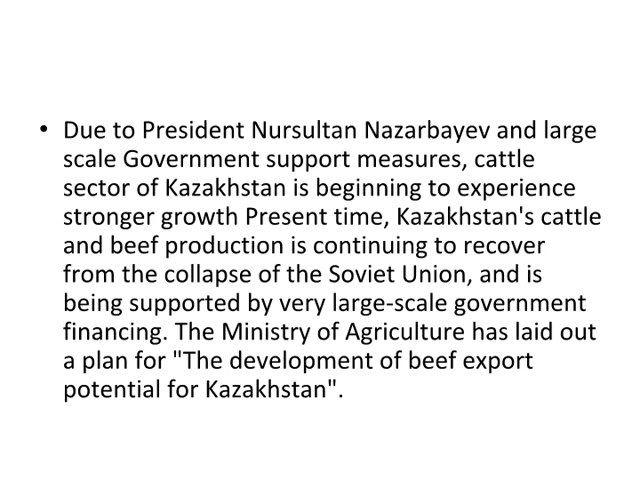 • Due to President Nursultan Nazarbayev and large
scale Government support measures, cattle
sector of Kazakhstan is beginning to experience
stronger growth Present time, Kazakhstan's cattle
and beef production is continuing to recover
from the collapse of the Soviet Union, and is
being supported by very large-scale government
financing. The Ministry of Agriculture has laid out
a plan for "The development of beef export
potential for Kazakhstan".